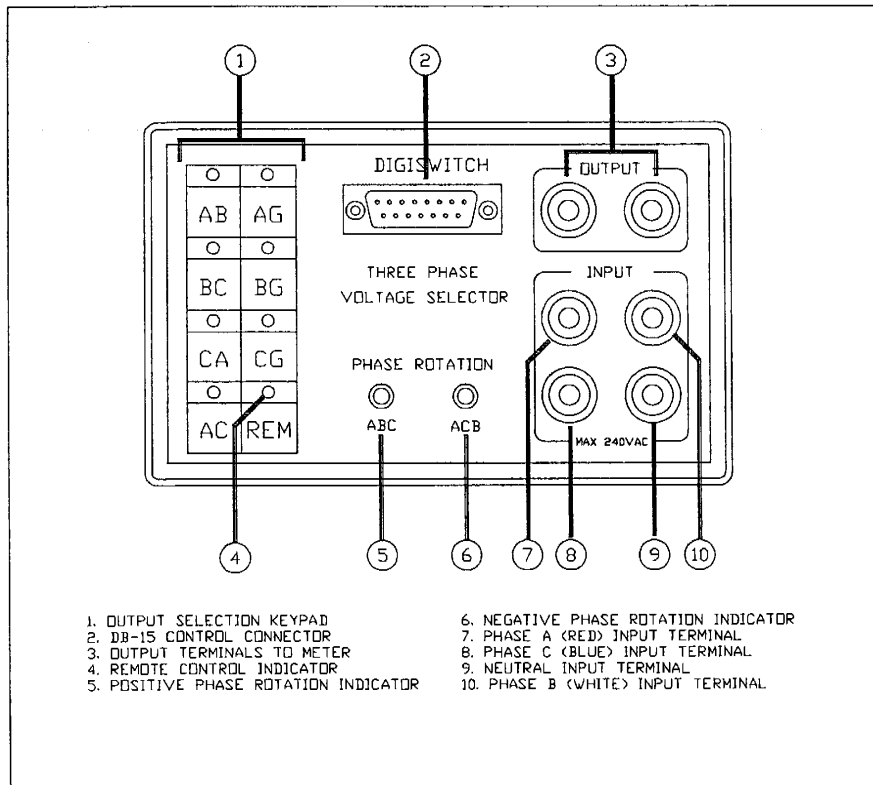 1 2 3
DIGISWITCH
OUTPUT
AB AG
BC BG
THREE PHASE
VOLTAGE SELECTOR
INPUT
CA CG
PHASE ROTATION
AC REM
ABC ACB
MAX 240VAC
4 5 6 7 8 9 10
1. OUTPUT SELECTION KEYPAD
2. DB-15 CONTROL CONNECTOR
3. OUTPUT TERMINALS TO METER
4. REMOTE CONTROL INDICATOR
5. POSITIVE PHASE ROTATION INDICATOR
6. NEGATIVE PHASE ROTATION INDICATOR
7. PHASE A (RED) INPUT TERMINAL
8. PHASE C (BLUE) INPUT TERMINAL
9. NEUTRAL INPUT TERMINAL
10. PHASE B (WHITE) INPUT TERMINAL